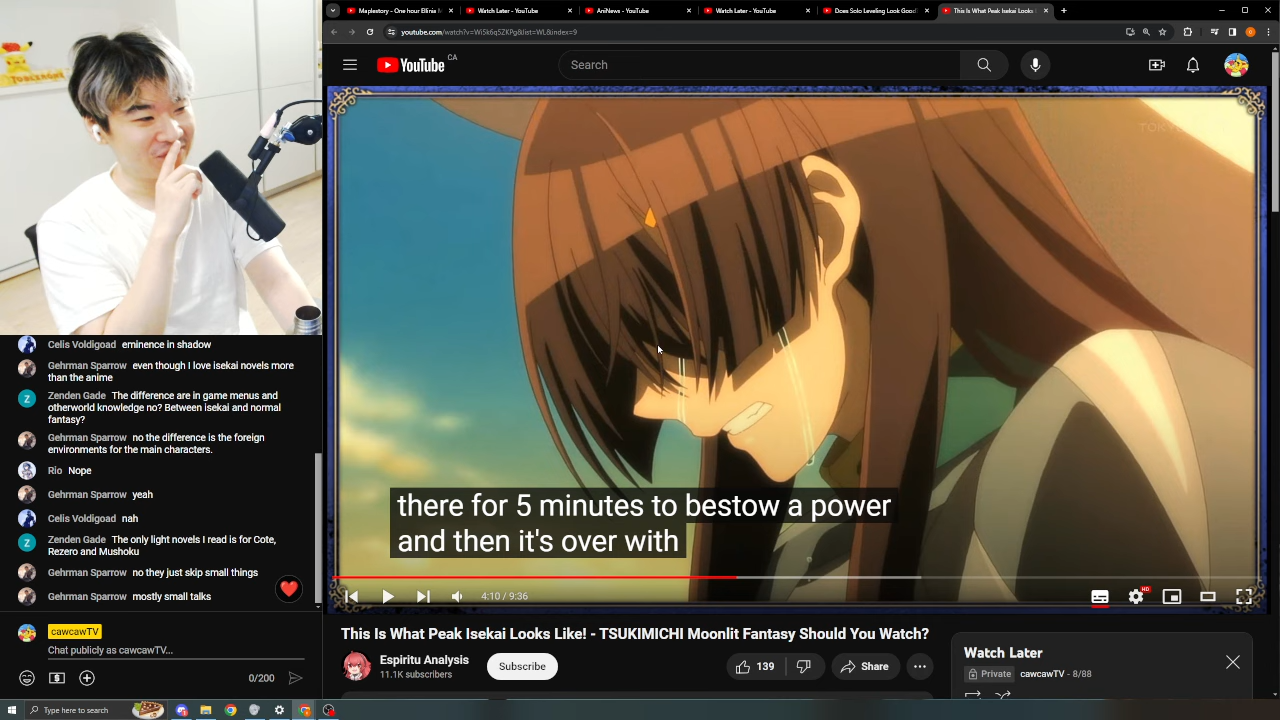 Maplestory - One hour Ellinia M
Watch Later - YouTube
AniNews - YouTube
Watch Later - YouTube
Does Solo Leveling Look Good?
This Is What Peak Isekai Looks
youtube.com/watch?v=Wi5k6q5ZKPg&list=WL&index=9
YouTube CA
Search
there for 5 minutes to bestow a power
and then it's over with
4:10 / 9:36
HD
This Is What Peak Isekai Looks Like! - TSUKIMICHI Moonlit Fantasy Should You Watch?
Espiritu Analysis
11.1K subscribers
Subscribe
139
Share
Watch Later
Private cawcawTV - 8/88
Celis Voldigoad eminence in shadow
Gehrman Sparrow even though I love isekai novels more
than the anime
Zenden Gade The difference are in game menus and
otherworld knowledge no? Between isekai and normal
fantasy?
Gehrman Sparrow no the difference is the foreign
environments for the main characters.
Rio Nope
Gehrman Sparrow yeah
Celis Voldigoad nah
Z
Zenden Gade The only light novels I read is for Cote,
Rezero and Mushoku
Gehrman Sparrow no they just skip small things
Gehrman Sparrow mostly small talks
cawcawTV
Chat publicly as cawcawTV...
0/200
Type here to search